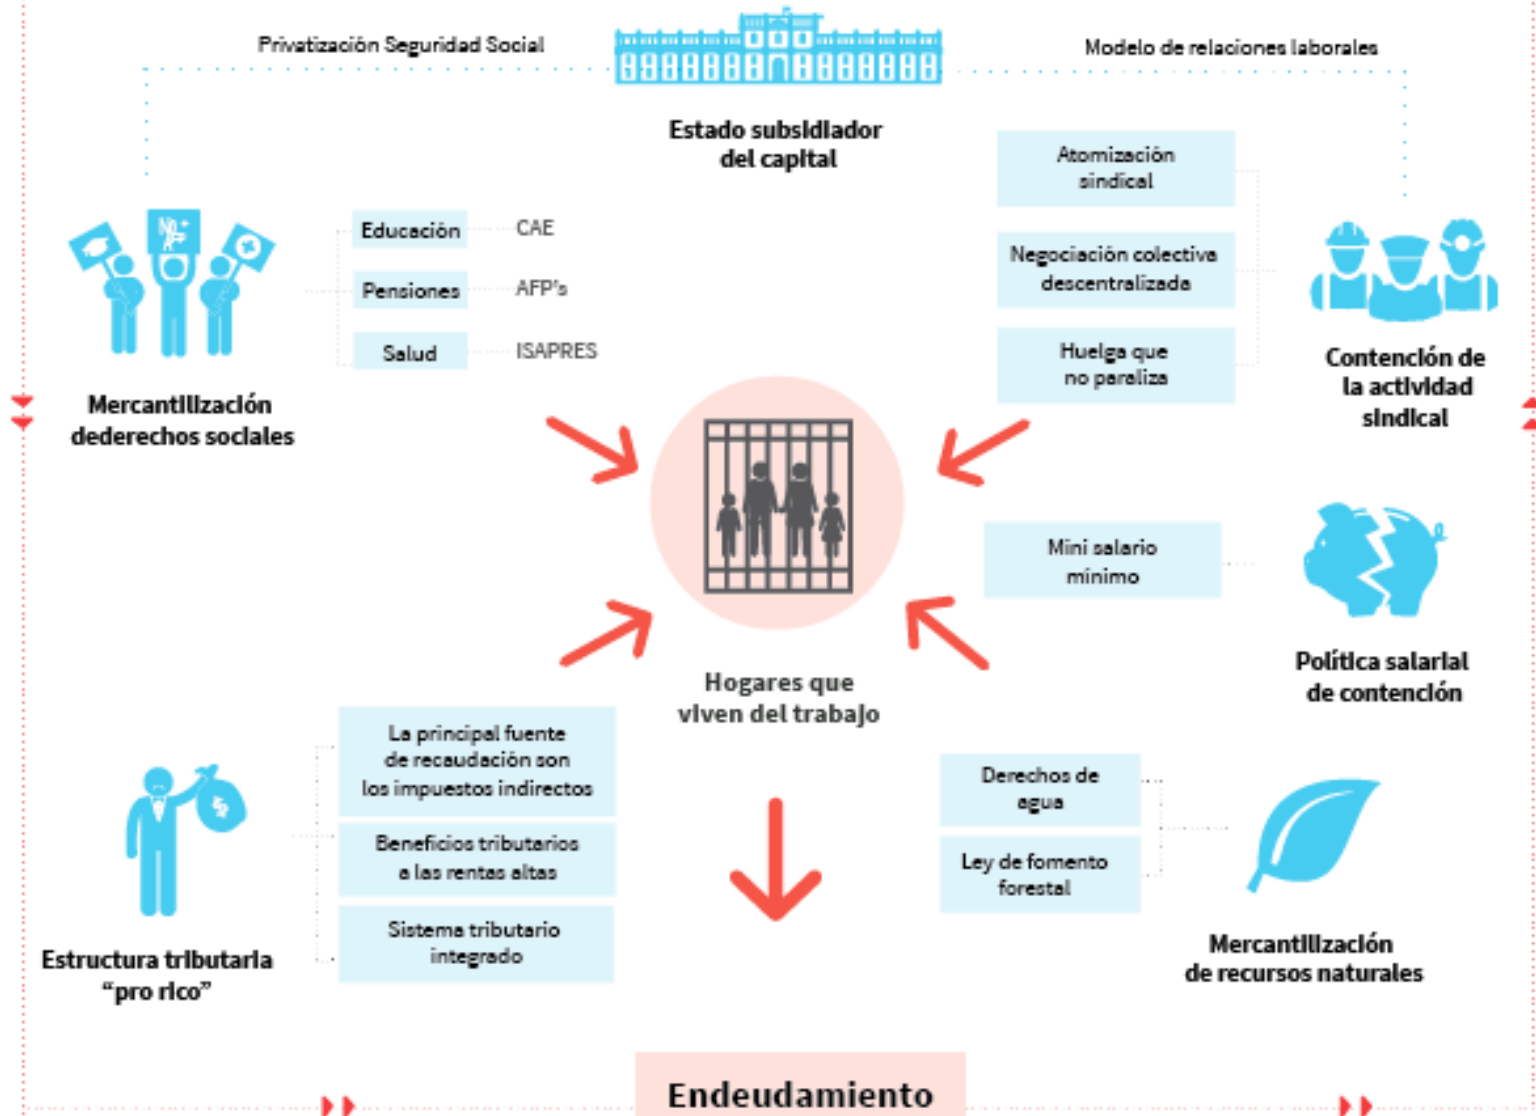 Privatización Seguridad Social
Modelo de relaciones laborales
Estado subsidiador
del capital
No+
AFP
Educación
CAE
Pensiones
AFP's
Salud
ISAPRES
Mercantilización
dederechos sociales
Atomización
sindical
Negociación colectiva
descentralizada
Huelga que
no paraliza
Contención de
la actividad
sindical
Mini salario
mínimo
Política salarial
de contención
Hogares que
viven del trabajo
La principal fuente
de recaudación son
los impuestos indirectos
Beneficios tributarios
a las rentas altas
Sistema tributario
integrado
$
Estructura tributaria
“pro rico”
Derechos de
agua
Ley de fomento
forestal
Mercantilización
de recursos naturales
Endeudamiento